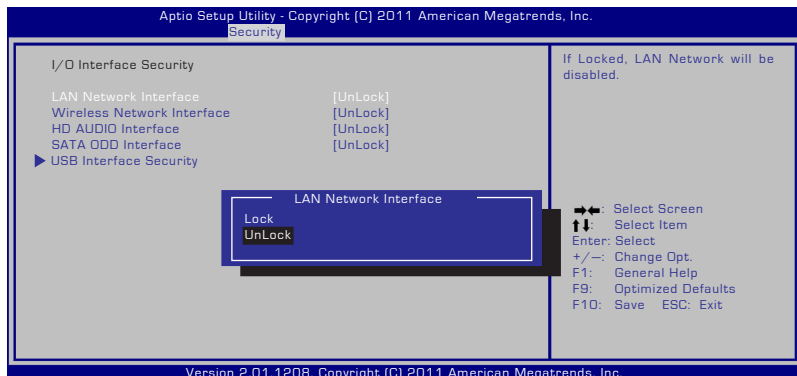 Aptio Setup Utility - Copyright (C) 2011 American Megatrends, Inc.
Security
I/O Interface Security
LAN Network Interface [UnLock]
Wireless Network Interface [UnLock]
HD AUDIO Interface [UnLock]
SATA ODD Interface [UnLock]
USB Interface Security
If Locked, LAN Network will be
disabled.
LAN Network Interface
Lock
UnLock
: Select Screen
: Select Item
Enter: Select
+/—: Change Opt.
F1: General Help
F9: Optimized Defaults
F10: Save ESC: Exit
Version 2.01.1208. Copyright (C) 2011 American Megatrends, Inc.